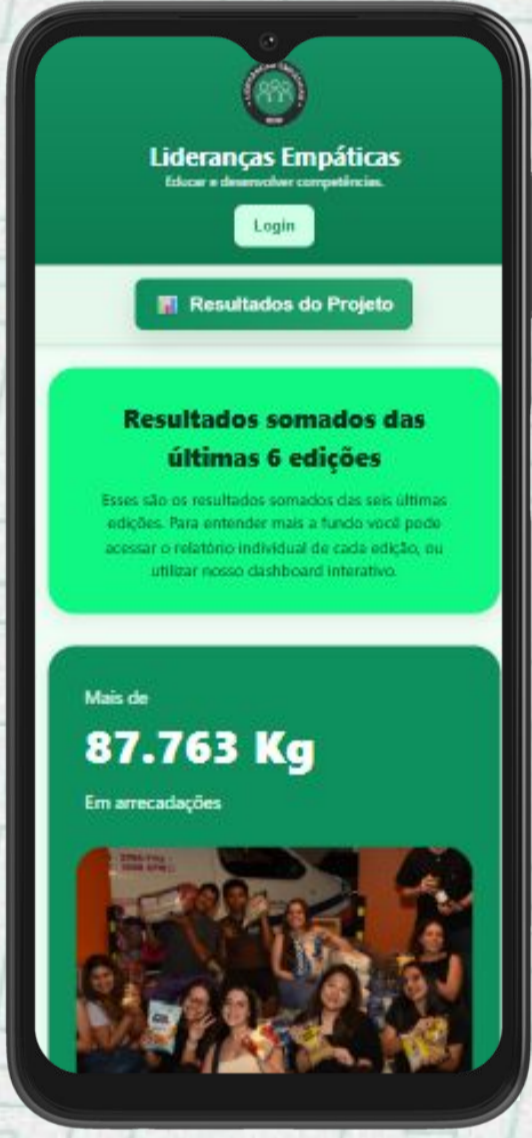 LIDERANÇAS EMPÁTICAS
Lideranças Empáticas
Educar e desenvolver competências.
Login
Resultados do Projeto
Resultados somados das
últimas 6 edições
Esses são os resultados somados das seis últimas
edições. Para entender mais a fundo você pode
acessar o relatório individual de cada edição, ou
utilizar nosso dashboard interativo.
Mais de
87.763 Kg
Em arrecadações